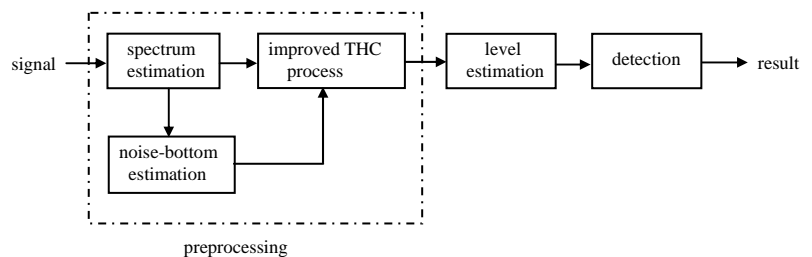 signal
spectrum
estimation
improved THC
process
level
estimation
detection
result
noise-bottom
estimation
preprocessing